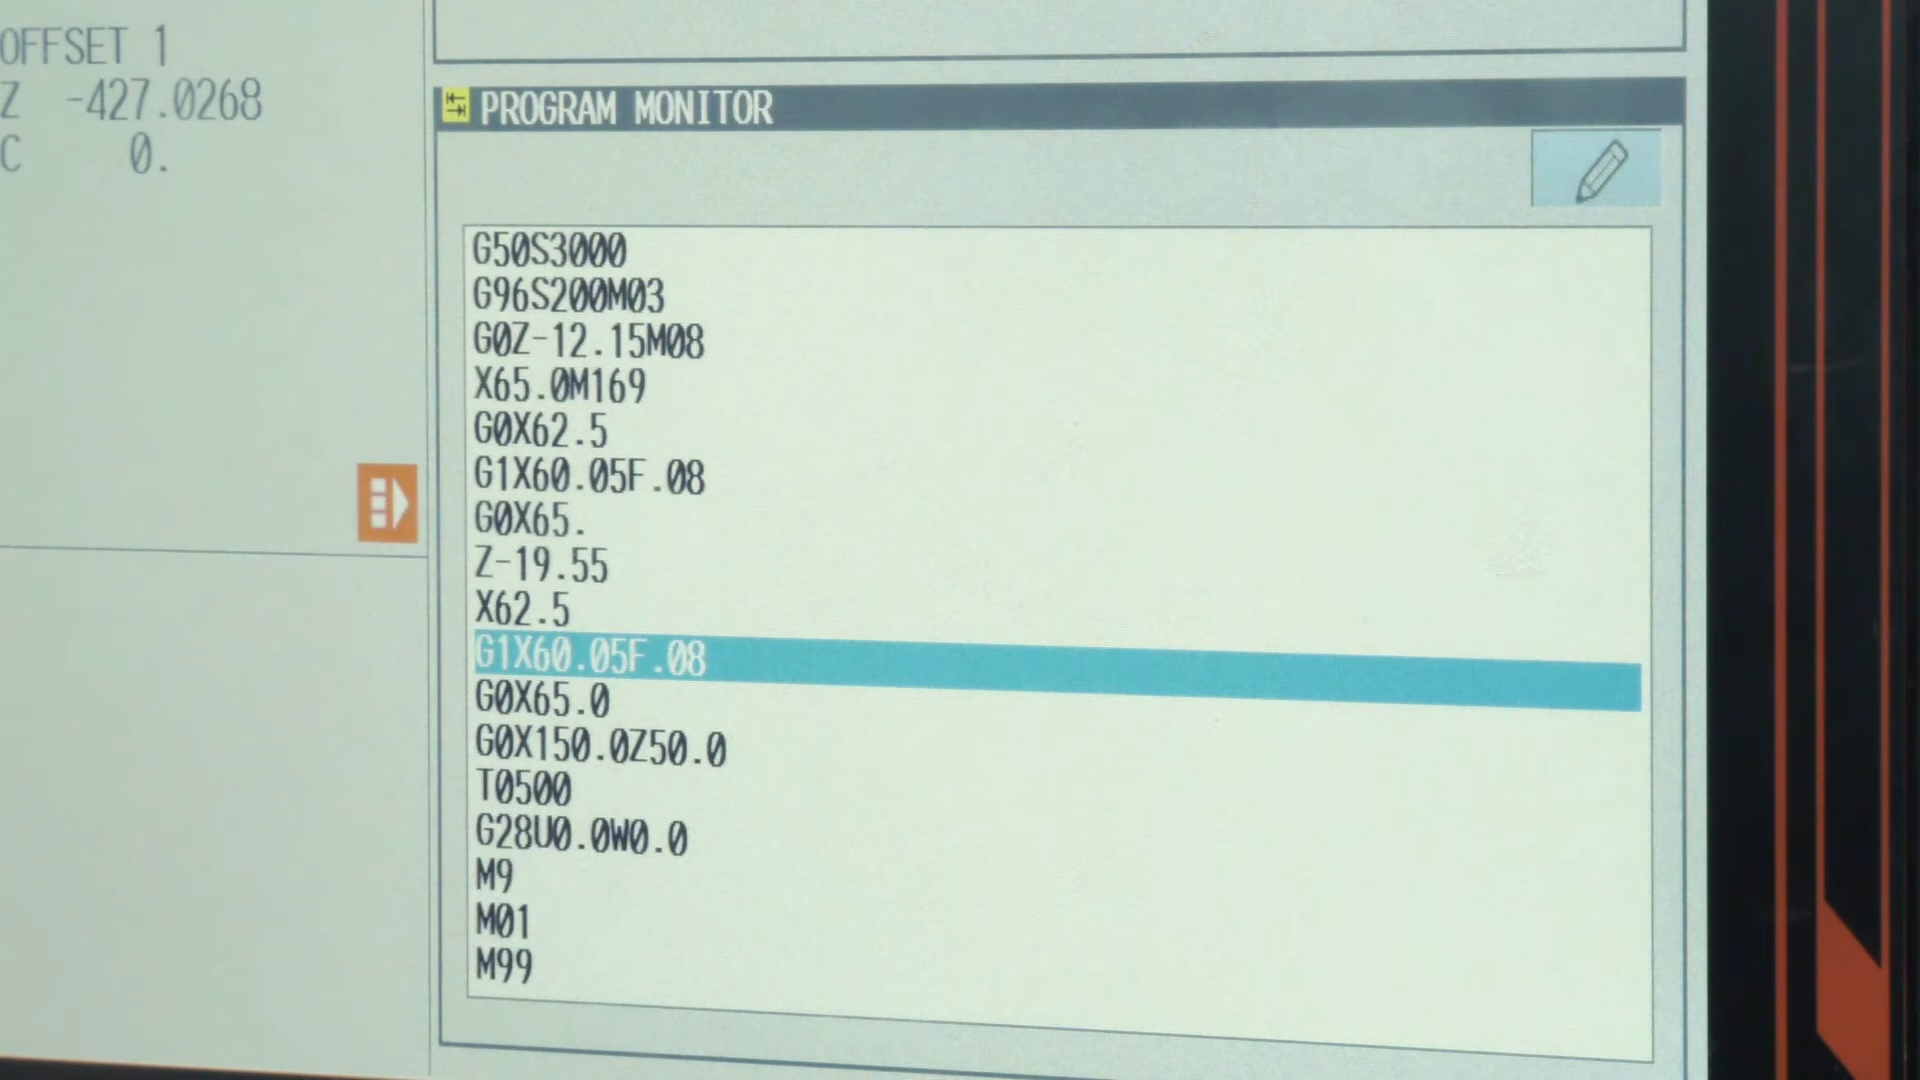 OFFSET 1
Z -427.0268
C 0.
PROGRAM MONITOR
G50S3000
G96S200M03
G0Z-12.15M08
X65.0M169
G0X62.5
G1X60.05F.08
G0X65.
Z-19.55
X62.5
G1X60.05F.08
G0X65.0
G0X150.0Z50.0
T0500
G28U0.0W0.0
M9
M01
M99